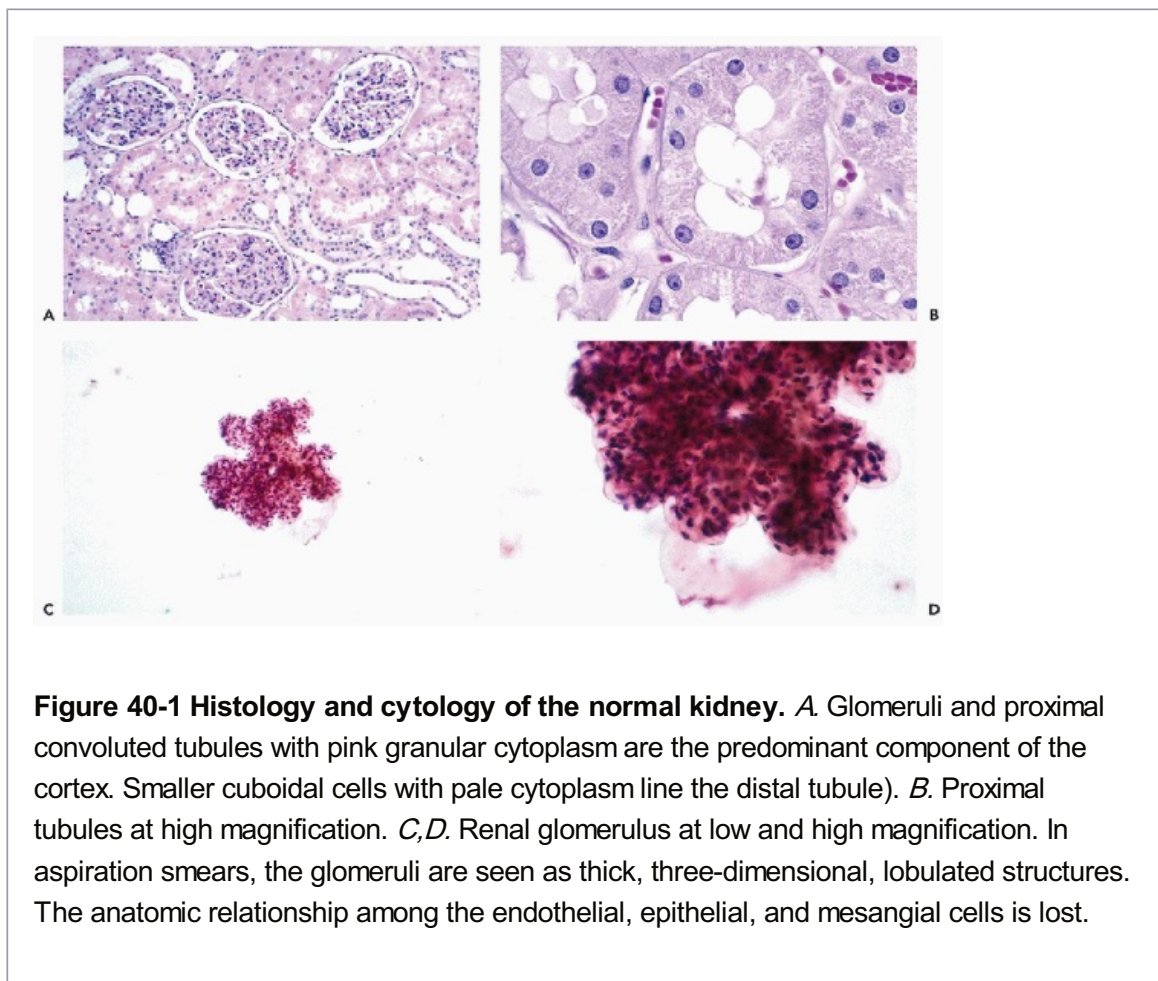 A
B
C
D
Figure 40-1 Histology and cytology of the normal kidney. A. Glomeruli and proximal
convoluted tubules with pink granular cytoplasm are the predominant component of the
cortex. Smaller cuboidal cells with pale cytoplasm line the distal tubule). B. Proximal
tubules at high magnification. C,D. Renal glomerulus at low and high magnification. In
aspiration smears, the glomeruli are seen as thick, three-dimensional, lobulated structures.
The anatomic relationship among the endothelial, epithelial, and mesangial cells is lost.